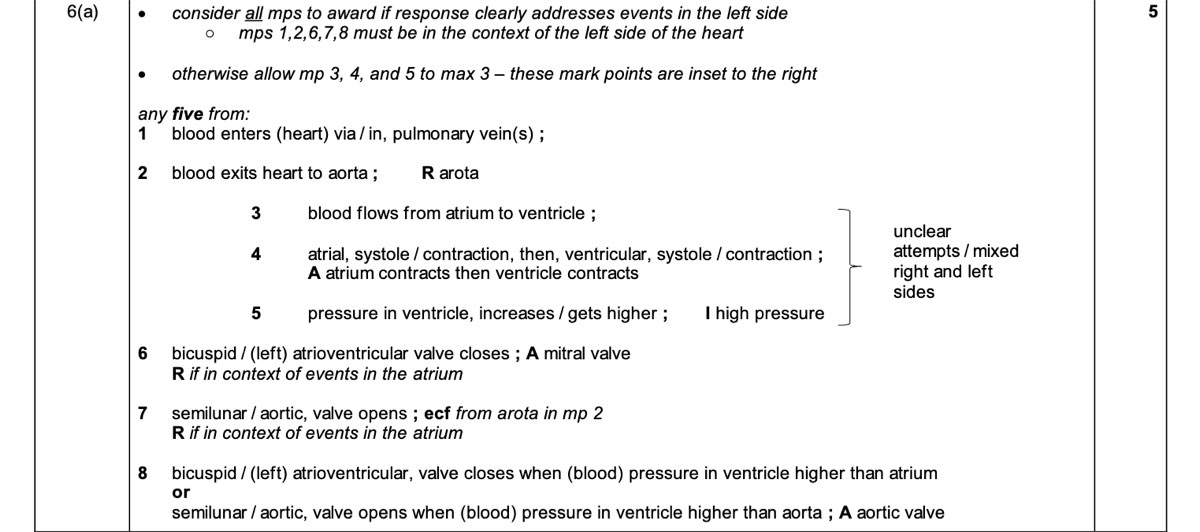 6(a)
5
• consider all mps to award if response clearly addresses events in the left side
○ mps 1,2,6,7,8 must be in the context of the left side of the heart
• otherwise allow mp 3, 4, and 5 to max 3 – these mark points are inset to the right
any five from:
1 blood enters (heart) via / in, pulmonary vein(s) ;
2 blood exits heart to aorta ; R arota
3 blood flows from atrium to ventricle ;
4 atrial, systole / contraction, then, ventricular, systole / contraction ;
A atrium contracts then ventricle contracts
5 pressure in ventricle, increases / gets higher ; I high pressure
unclear
attempts / mixed
right and left
sides
6 bicuspid / (left) atrioventricular valve closes ; A mitral valve
R if in context of events in the atrium
7 semilunar / aortic, valve opens ; ecf from arota in mp 2
R if in context of events in the atrium
8 bicuspid / (left) atrioventricular, valve closes when (blood) pressure in ventricle higher than atrium
or
semilunar / aortic, valve opens when (blood) pressure in ventricle higher than aorta ; A aortic valve